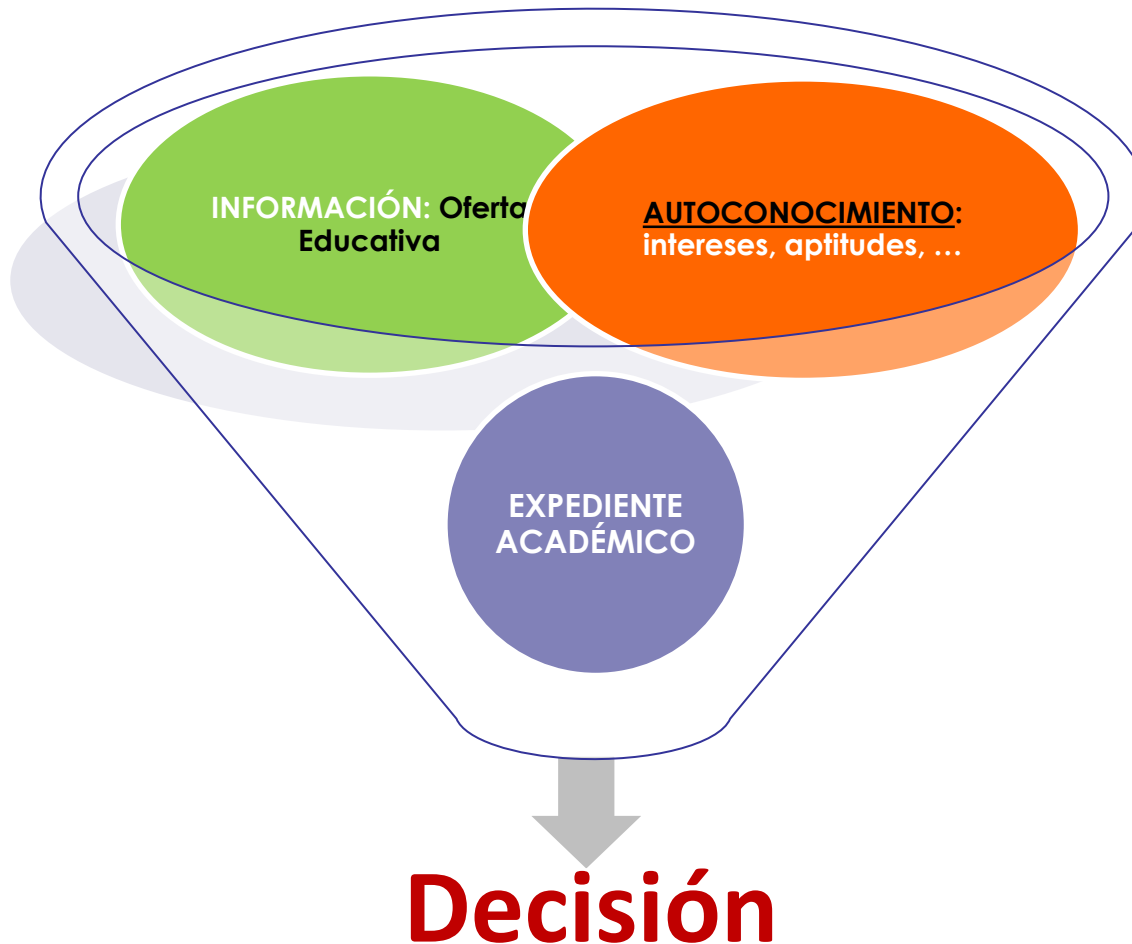 INFORMACIÓN: Oferta
Educativa
AUTOCONOCIMIENTO:
intereses, aptitudes, …
EXPEDIENTE
ACADÉMICO
Decisión